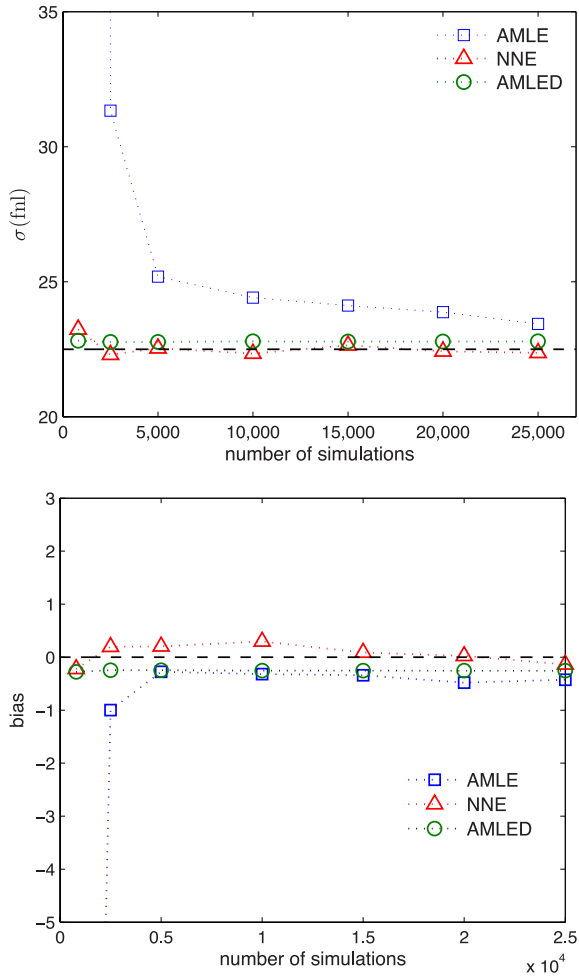 35
30
25
20
σ(fnl)
AMLE
NNE
AMLED
0 5,000 10,000 15,000 20,000 25,000
number of simulations
3
2
1
0
−1
−2
−3
−4
−5
bias
AMLE
NNE
AMLED
0 0.5 1.0 1.5 2 2.5
number of simulations
x 10⁴